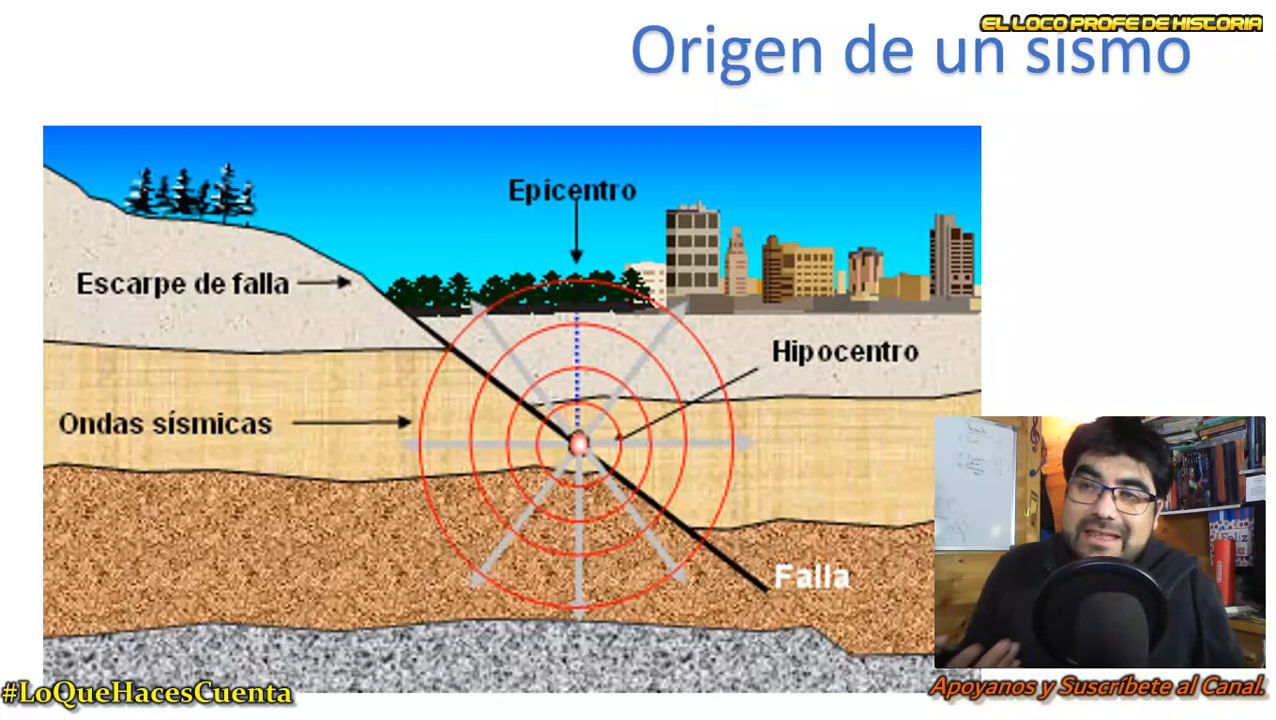 EL LOCO PROFE DE HISTORIA
Origen de un sismo
Epicentro
Escarpe de falla
Hipocentro
Ondas sísmicas
Falla
#LoQueHacesCuenta
Apoyanos y Suscríbete al Canal.